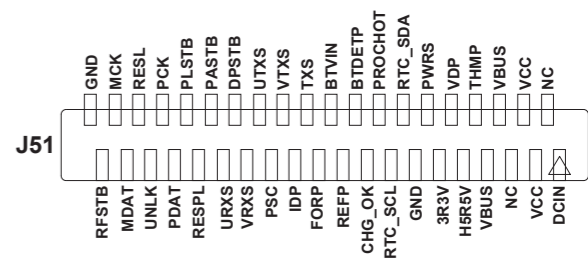 GND
MCK
RESL
PCK
PLSTB
PASTB
DPSTB
UTXS
VTXS
TXS
BTVIN
BTDETP
PROCHOT
RTC_SDA
PWRS
VDP
THMP
VBUS
VCC
NC
J51
RFSTB
MDAT
UNLK
PDAT
RESPL
URXS
VRXS
PSC
IDP
FORP
REFP
CHG_OK
RTC_SCL
GND
3R3V
H5R5V
VBUS
NC
VCC
DCIN